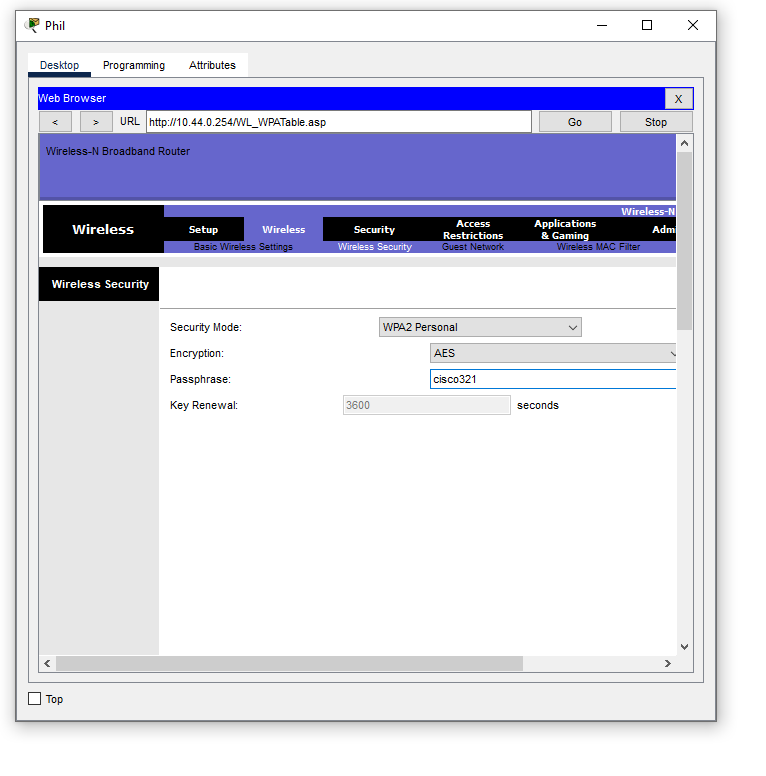 Phil
Desktop Programming Attributes
Web Browser X
< > URL http://10.44.0.254/WL_WPATable.asp Go Stop
Wireless-N Broadband Router
Wireless-N
Wireless Setup Wireless Security Access Restrictions Applications & Gaming Adm
Basic Wireless Settings Wireless Security Guest Network Wireless MAC Filter
Wireless Security
Security Mode: WPA2 Personal
Encryption: AES
Passphrase: cisco321
Key Renewal: 3600 seconds
Top